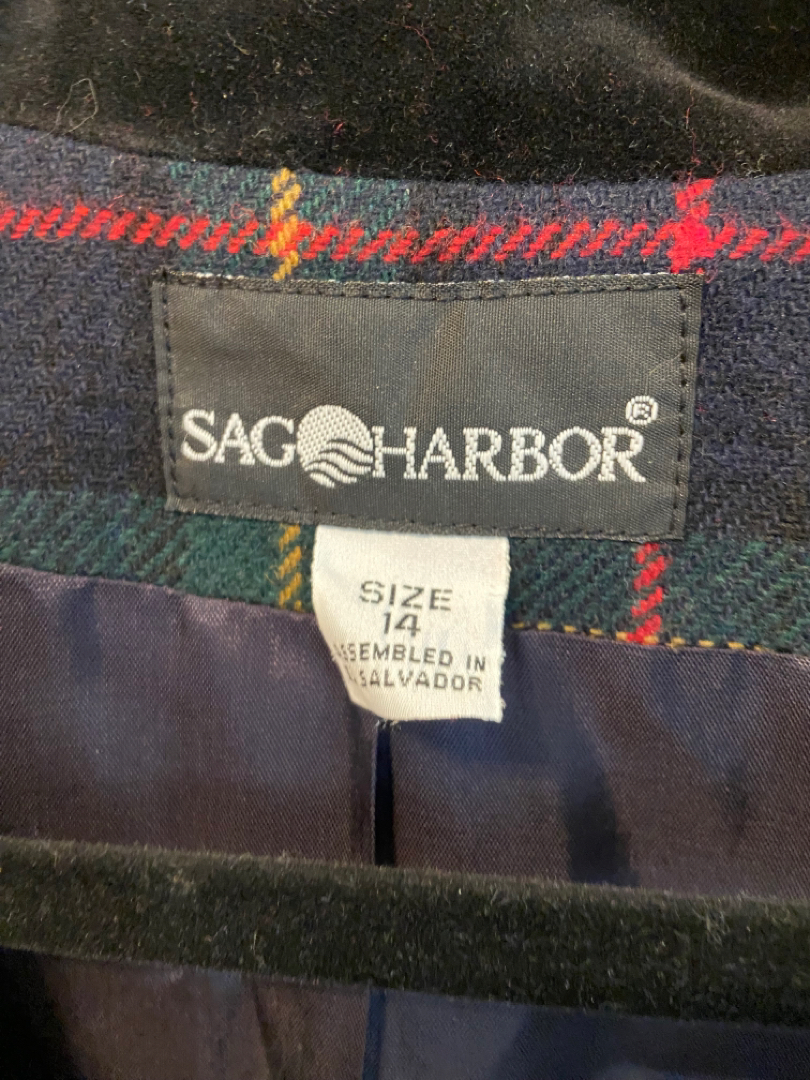 SAG HARBOR®
SIZE
14
ASSEMBLED IN
SALVADOR